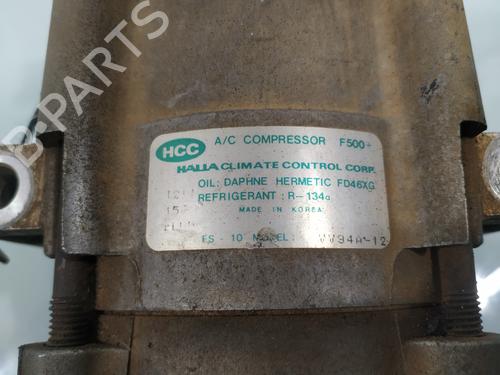 B-PARTS
HCC
A/C COMPRESSOR F500+
HALLA CLIMATE CONTROL CORP.
OIL: DAPHNE HERMETIC FD46XG
REFRIGERANT : R-134a
MADE IN KOREA
FS - 10 MODEL: